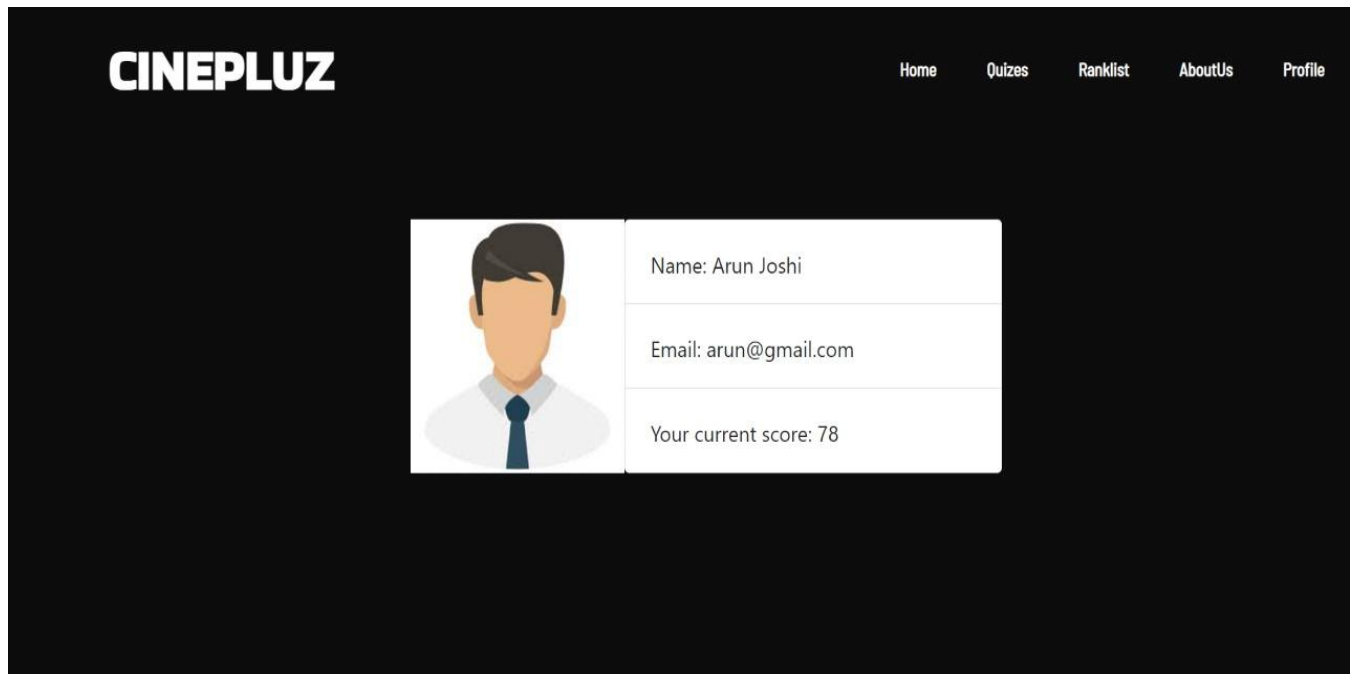 CINEPLUZ
Home Quizes Ranklist AboutUs Profile
Name: Arun Joshi
Email: arun@gmail.com
Your current score: 78